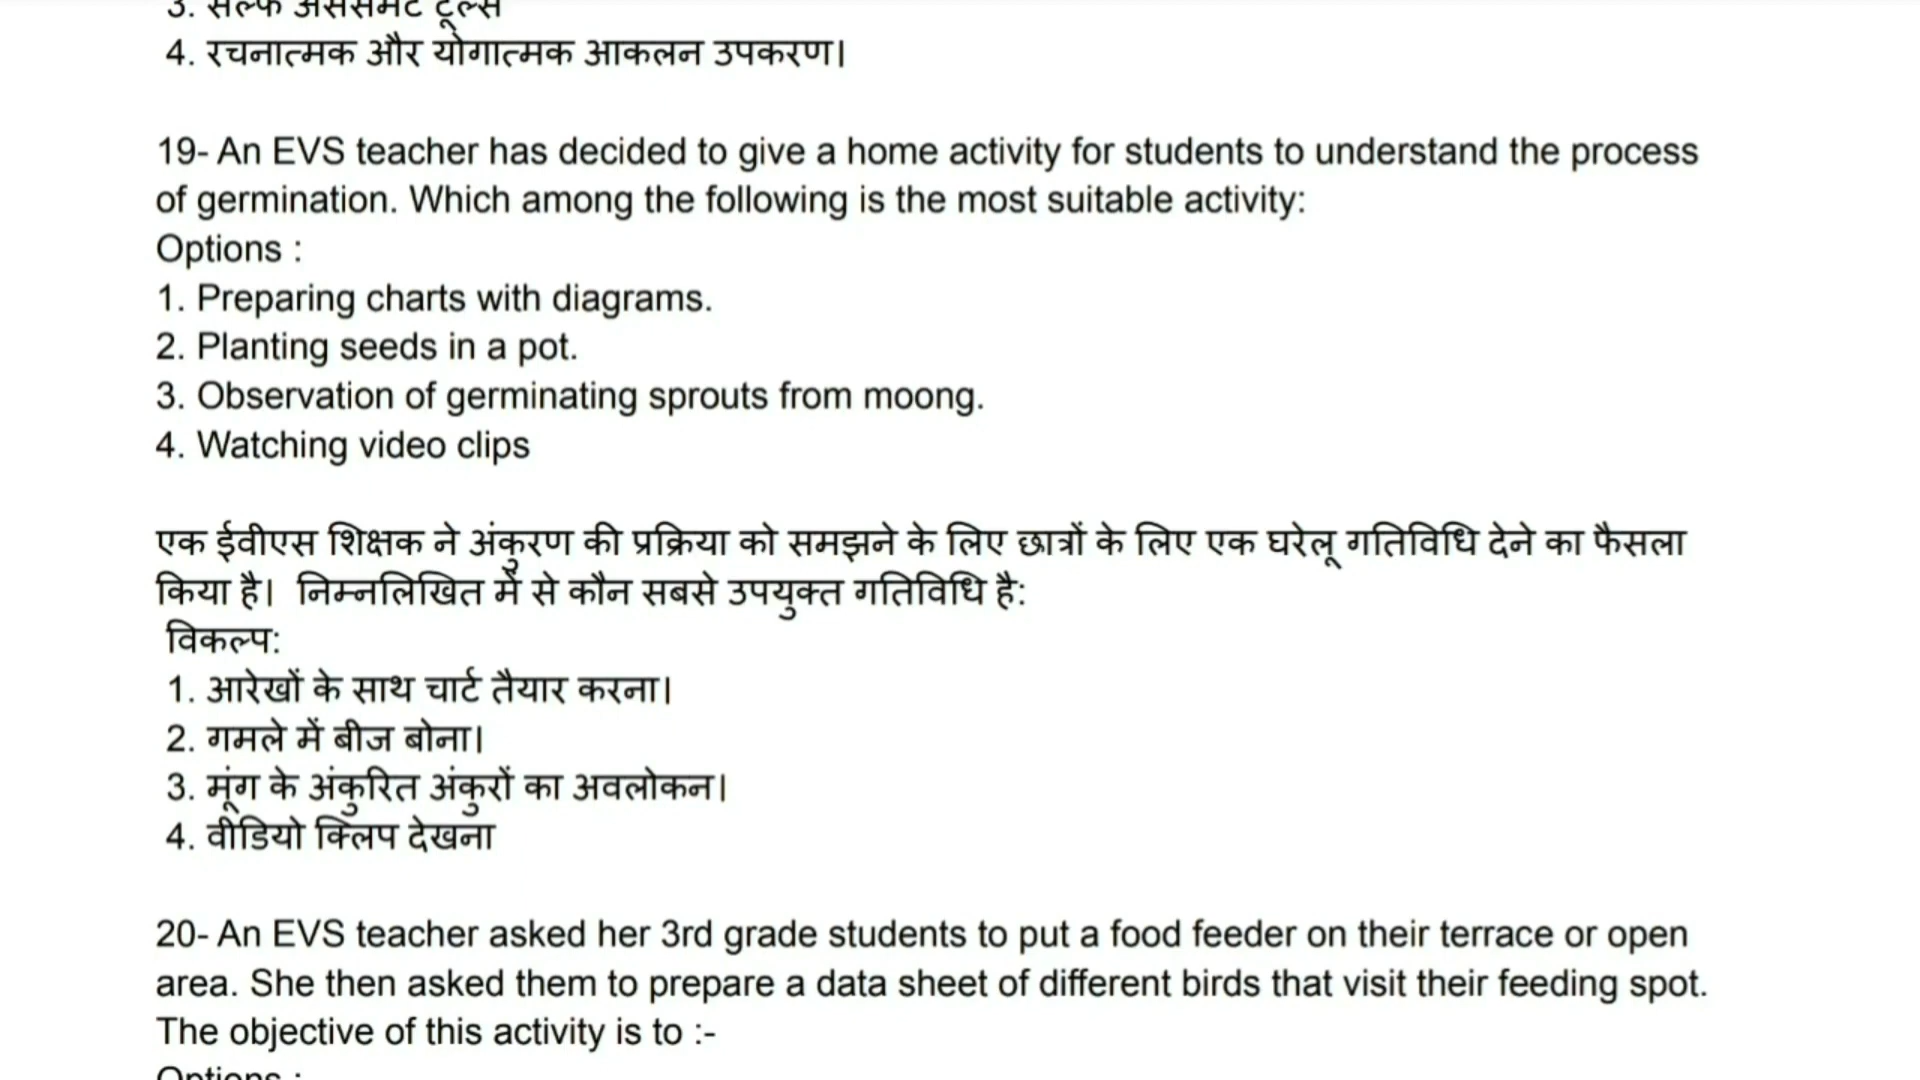 3. सेल्फ असेसमेंट टूल्स
4. रचनात्मक और योगात्मक आकलन उपकरण।
19- An EVS teacher has decided to give a home activity for students to understand the process
of germination. Which among the following is the most suitable activity:
Options :
1. Preparing charts with diagrams.
2. Planting seeds in a pot.
3. Observation of germinating sprouts from moong.
4. Watching video clips
एक ईवीएस शिक्षक ने अंकुरण की प्रक्रिया को समझने के लिए छात्रों के लिए एक घरेलू गतिविधि देने का फैसला
किया है। निम्नलिखित में से कौन सबसे उपयुक्त गतिविधि है:
विकल्प:
1. आरेखों के साथ चार्ट तैयार करना।
2. गमले में बीज बोना।
3. मूंग के अंकुरित अंकुरों का अवलोकन।
4. वीडियो क्लिप देखना
20- An EVS teacher asked her 3rd grade students to put a food feeder on their terrace or open
area. She then asked them to prepare a data sheet of different birds that visit their feeding spot.
The objective of this activity is to :-
Options :